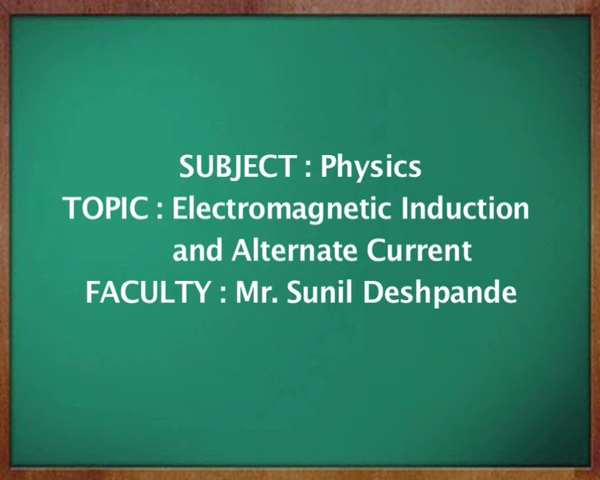 SUBJECT : Physics
TOPIC : Electromagnetic Induction
and Alternate Current
FACULTY : Mr. Sunil Deshpande